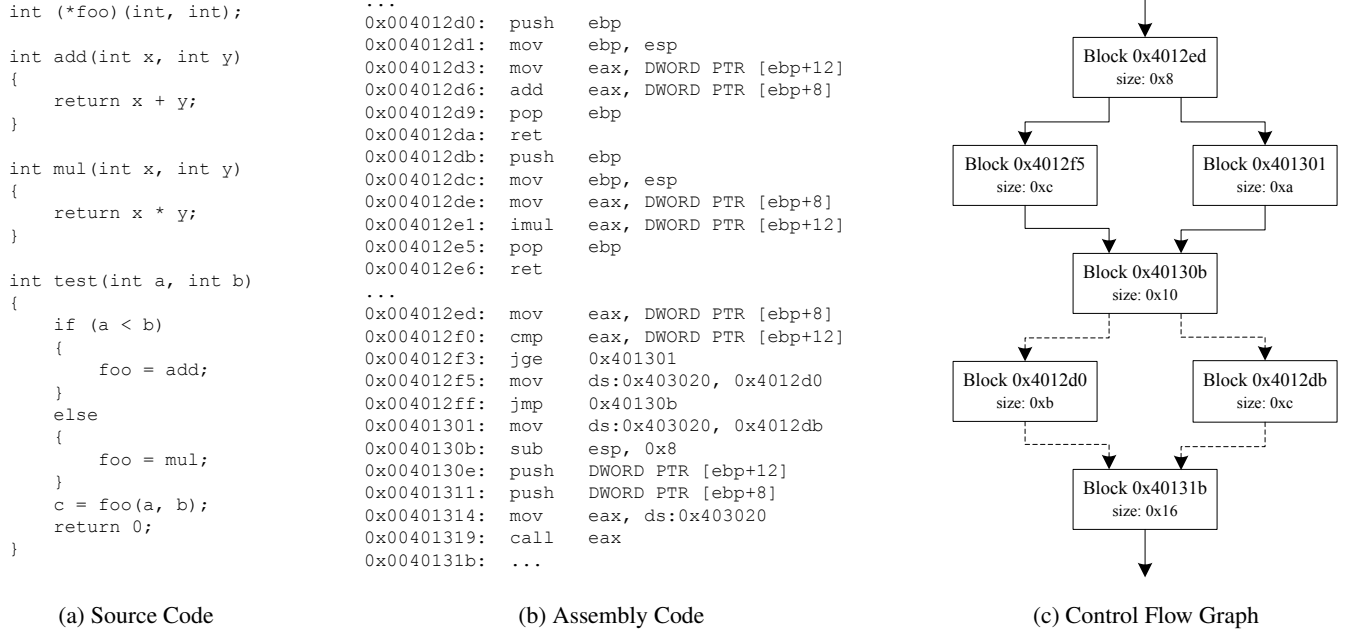 int (*foo)(int, int);
int add(int x, int y)
{
    return x + y;
}
int mul(int x, int y)
{
    return x * y;
}
int test(int a, int b)
{
    if (a < b)
    {
        foo = add;
    }
    else
    {
        foo = mul;
    }
    c = foo(a, b);
    return 0;
}
(a) Source Code
...
0x004012d0: push ebp
0x004012d1: mov ebp, esp
0x004012d3: mov eax, DWORD PTR [ebp+12]
0x004012d6: add eax, DWORD PTR [ebp+8]
0x004012d9: pop ebp
0x004012da: ret
0x004012db: push ebp
0x004012dc: mov ebp, esp
0x004012de: mov eax, DWORD PTR [ebp+8]
0x004012e1: imul eax, DWORD PTR [ebp+12]
0x004012e5: pop ebp
0x004012e6: ret
...
0x004012ed: mov eax, DWORD PTR [ebp+8]
0x004012f0: cmp eax, DWORD PTR [ebp+12]
0x004012f3: jge 0x401301
0x004012f5: mov ds:0x403020, 0x4012d0
0x004012ff: jmp 0x40130b
0x00401301: mov ds:0x403020, 0x4012db
0x0040130b: sub esp, 0x8
0x0040130e: push DWORD PTR [ebp+12]
0x00401311: push DWORD PTR [ebp+8]
0x00401314: mov eax, ds:0x403020
0x00401319: call eax
0x0040131b: ...
(b) Assembly Code
Block 0x4012ed
size: 0x8
Block 0x4012f5
size: 0xc
Block 0x401301
size: 0xa
Block 0x40130b
size: 0x10
Block 0x4012d0
size: 0xb
Block 0x4012db
size: 0xc
Block 0x40131b
size: 0x16
(c) Control Flow Graph